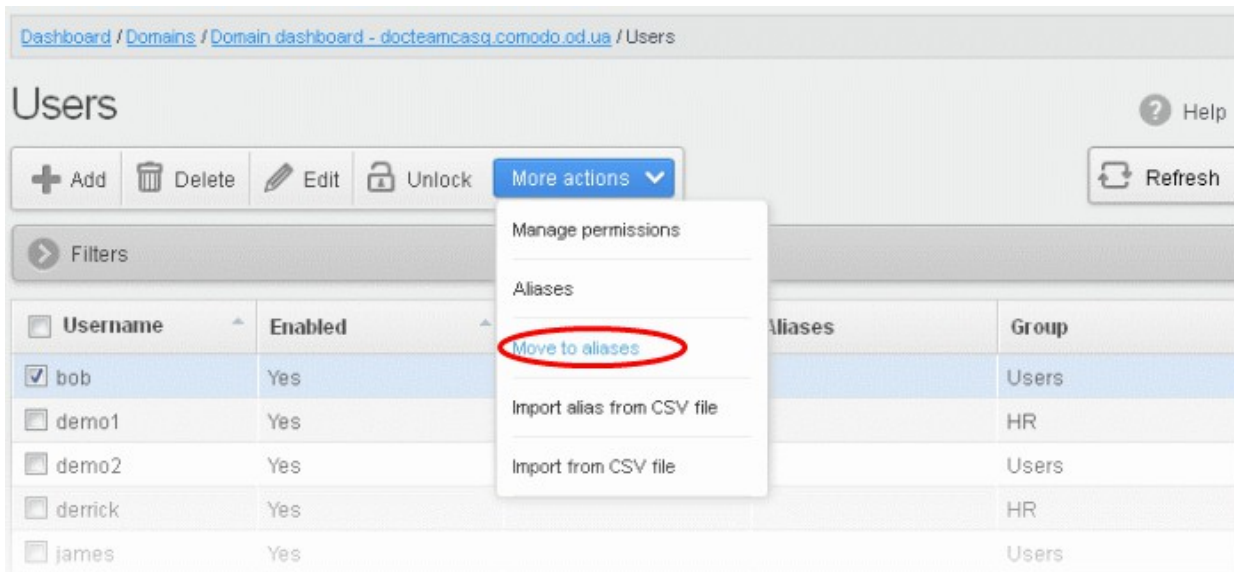 Dashboard / Domains / Domain dashboard - docteamcasg.comodo.od.ua / Users
Users
Help
Add Delete Edit Unlock More actions Refresh
Manage permissions
Filters
Aliases
Username Enabled Aliases Group
Move to aliases
bob Yes Users
Import alias from CSV file
demo1 Yes HR
demo2 Yes Import from CSV file Users
derrick Yes HR
james Yes Users